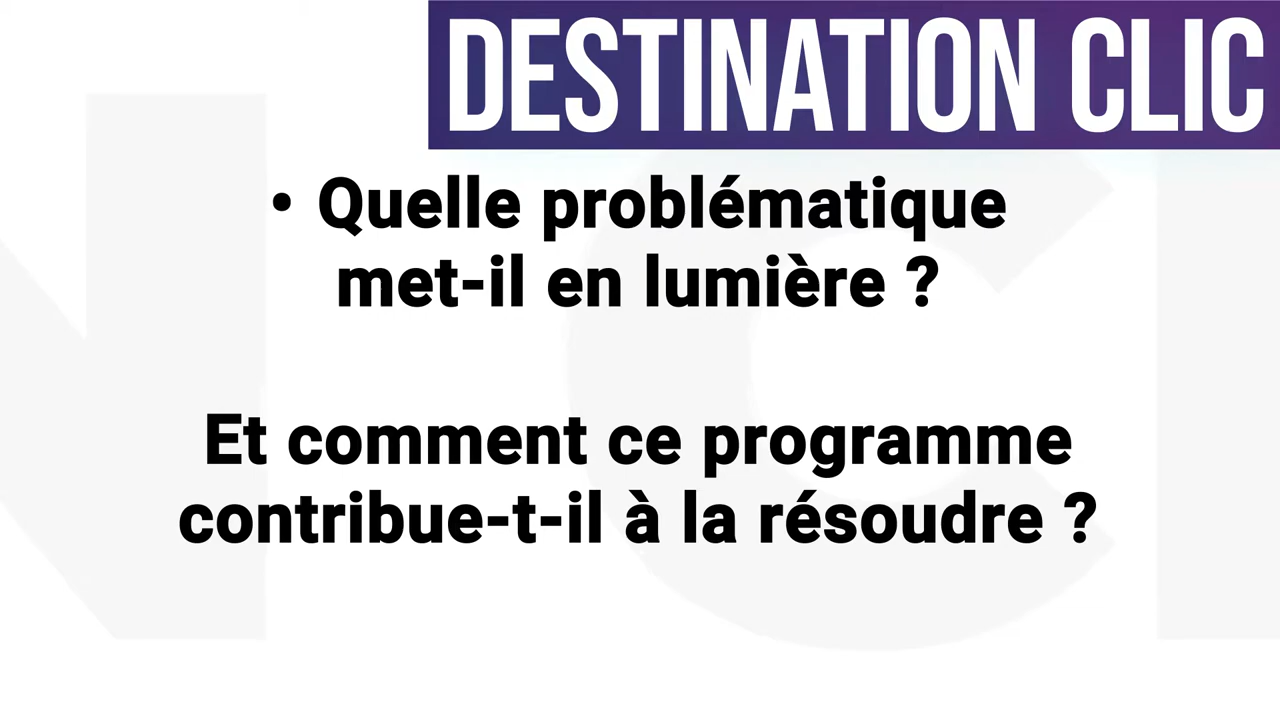 DESTINATION CLIC
• Quelle problématique
met-il en lumière ?
Et comment ce programme
contribue-t-il à la résoudre ?